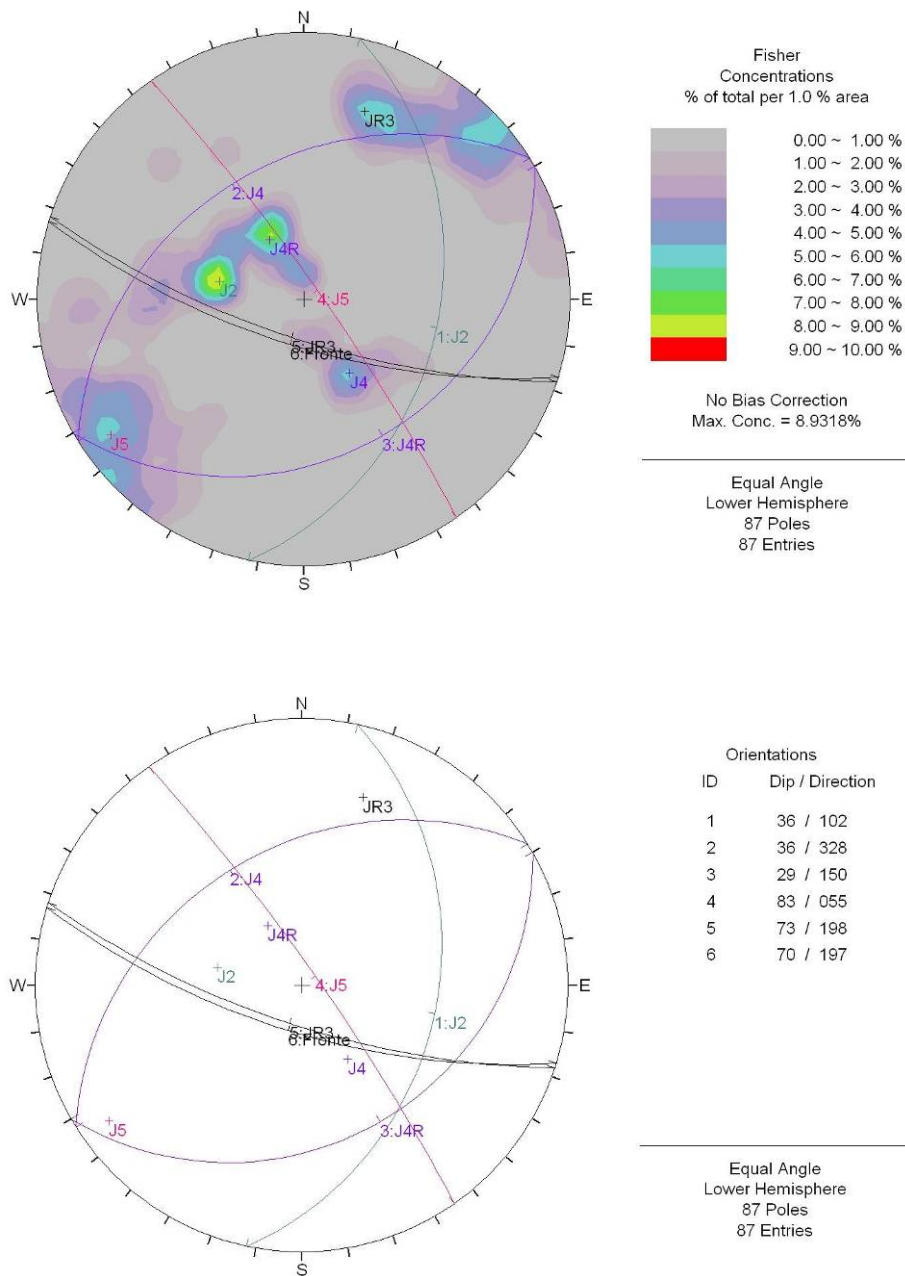 N
Fisher
Concentrations
% of total per 1.0 % area
0.00 ~ 1.00 %
1.00 ~ 2.00 %
2.00 ~ 3.00 %
3.00 ~ 4.00 %
4.00 ~ 5.00 %
5.00 ~ 6.00 %
6.00 ~ 7.00 %
7.00 ~ 8.00 %
8.00 ~ 9.00 %
9.00 ~ 10.00 %
No Bias Correction
Max. Conc. = 8.9318%
Equal Angle
Lower Hemisphere
87 Poles
87 Entries
JR3
2:J4
J4R
J2
W
4:J5
E
1:J2
5:JR3
6:Fronte
J4
J5
3:J4R
S
N
JR3
2:J4
J4R
J2
W
4:J5
E
1:J2
5:JR3
6:Fronte
J4
J5
3:J4R
S
Orientations
ID Dip / Direction
1 36 / 102
2 36 / 328
3 29 / 150
4 83 / 055
5 73 / 198
6 70 / 197
Equal Angle
Lower Hemisphere
87 Poles
87 Entries